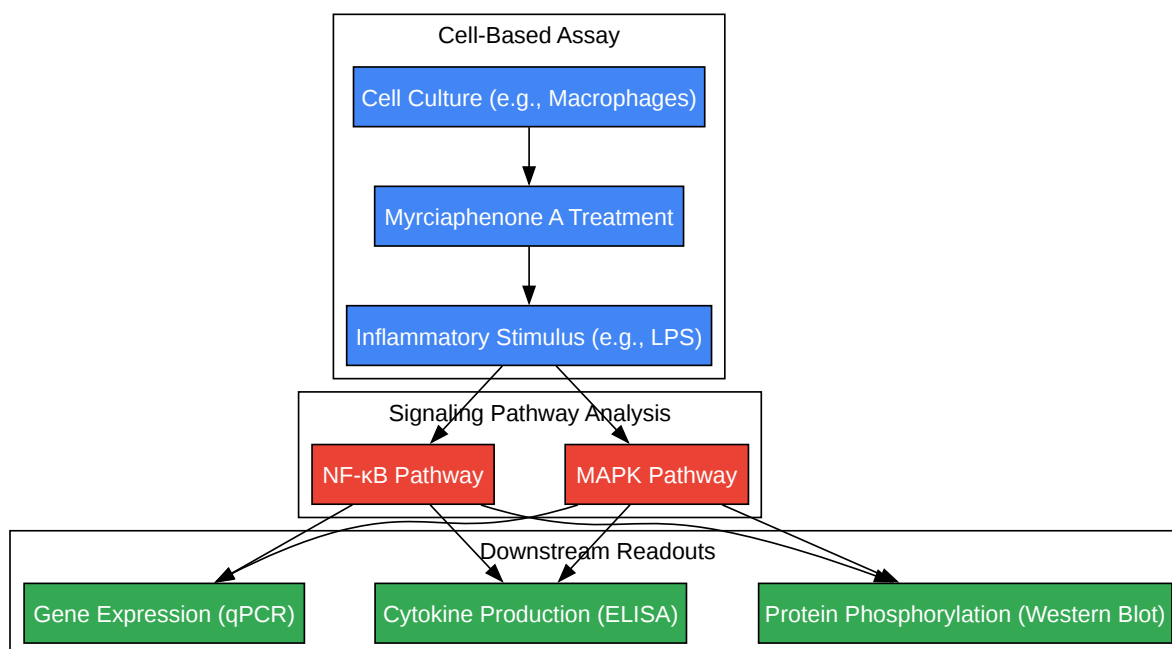 Cell-Based Assay
Cell Culture (e.g., Macrophages)
Myrciaphenone A Treatment
Inflammatory Stimulus (e.g., LPS)
Signaling Pathway Analysis
NF-κB Pathway
MAPK Pathway
Downstream Readouts
Gene Expression (qPCR)
Cytokine Production (ELISA)
Protein Phosphorylation (Western Blot)